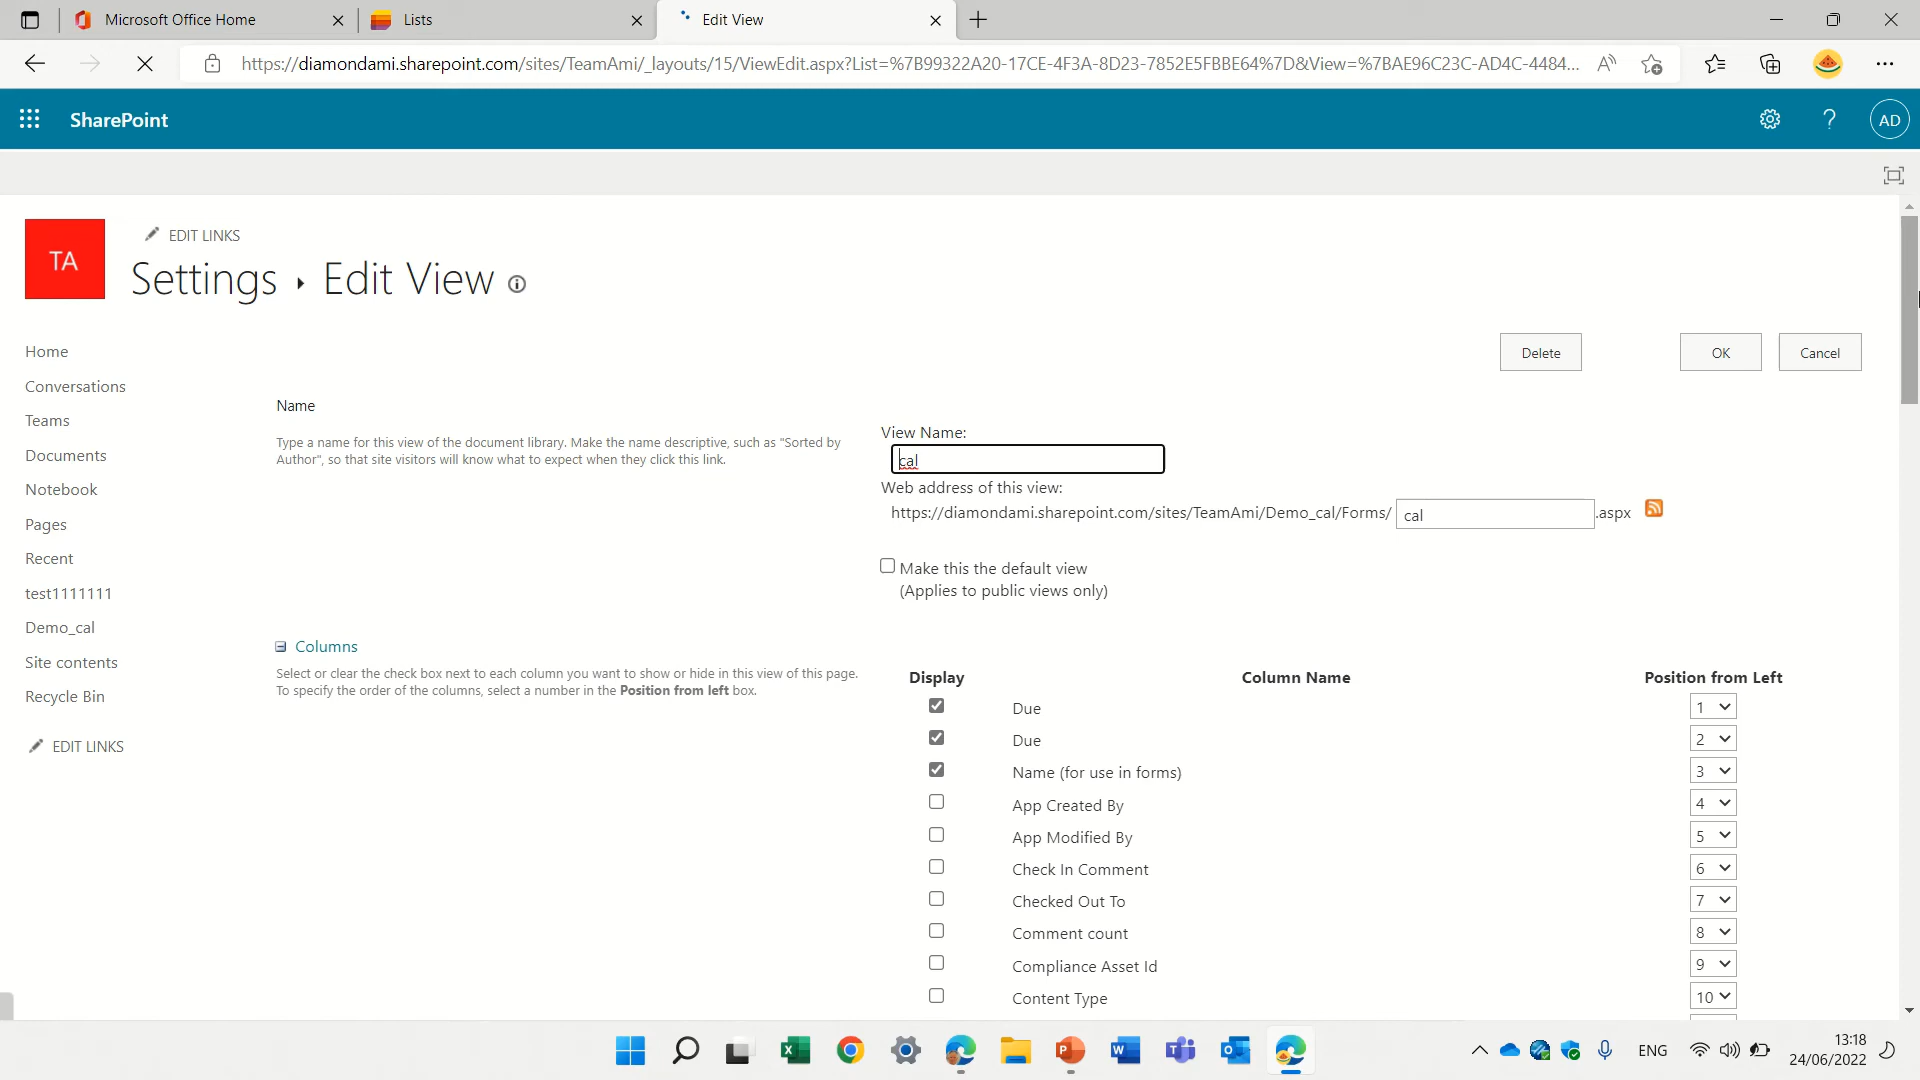 Microsoft Office Home
Lists
Edit View
https://diamondami.sharepoint.com/sites/TeamAmi/_layouts/15/ViewEdit.aspx?List=%7B99322A20-17CE-4F3A-8D23-7852E5FBBE64%7D&View=%7BAE96C23C-AD4C-4484...
SharePoint
AD
TA
EDIT LINKS
Settings ▸ Edit View
Home
Conversations
Teams
Documents
Notebook
Pages
Recent
test1111111
Demo_cal
Site contents
Recycle Bin
EDIT LINKS
Delete
OK
Cancel
Name
Type a name for this view of the document library. Make the name descriptive, such as "Sorted by
Author", so that site visitors will know what to expect when they click this link.
View Name:
cal
Web address of this view:
https://diamondami.sharepoint.com/sites/TeamAmi/Demo_cal/Forms/ cal .aspx
Make this the default view
(Applies to public views only)
Columns
Select or clear the check box next to each column you want to show or hide in this view of this page.
To specify the order of the columns, select a number in the Position from left box.
Display Column Name Position from Left
Due 1
Due 2
Name (for use in forms) 3
App Created By 4
App Modified By 5
Check In Comment 6
Checked Out To 7
Comment count 8
Compliance Asset Id 9
Content Type 10
ENG
13:18
24/06/2022